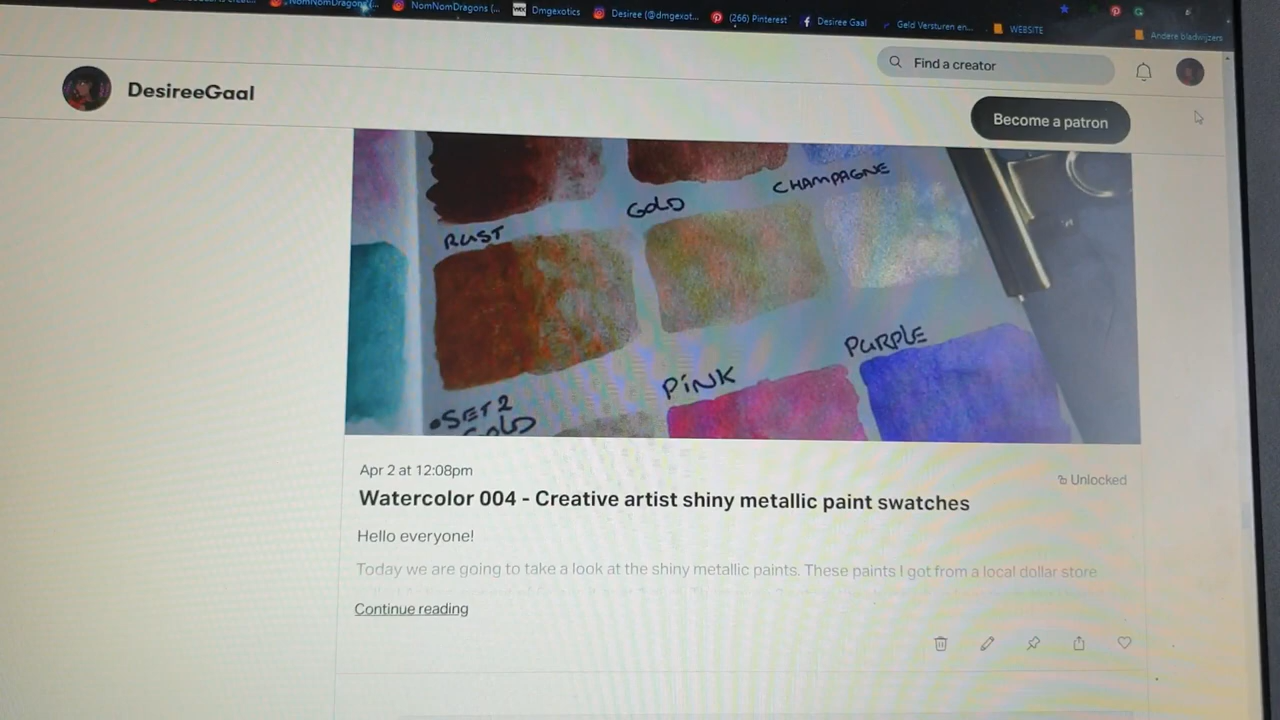 NomNomDragons (...
NomNomDragons (...
Dmgexotics
Desiree (@dmgexot...
(266) Pinterest
Desiree Gaal
Geld Versturen en...
WEBSITE
Andere bladwijzers
Find a creator
DesireeGaal
Become a patron
CHAMPAGNE
GOLD
RUST
PURPLE
PINK
•SET 2
GOLD
Apr 2 at 12:08pm
Unlocked
Watercolor 004 - Creative artist shiny metallic paint swatches
Hello everyone!
Today we are going to take a look at the shiny metallic paints. These paints I got from a local dollar store
Continue reading